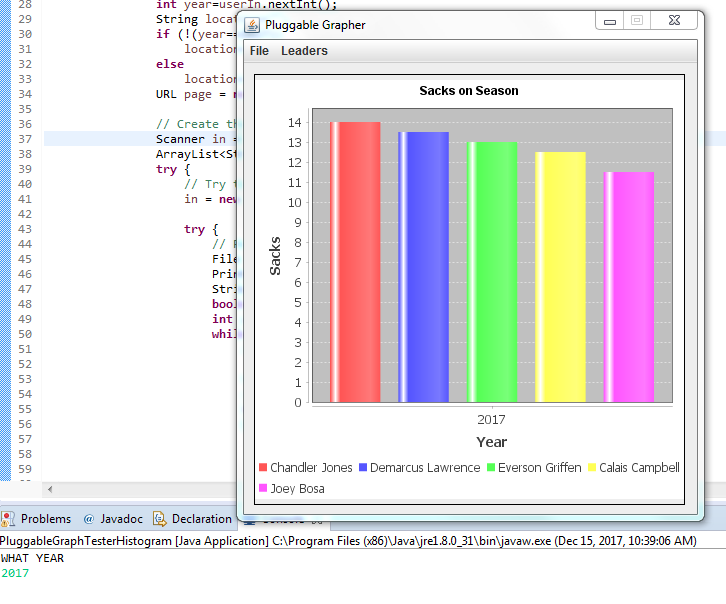 28 int year=userIn.nextInt();
29 String locat
30 if (!(year==
31 location
32 else
33 location
34 URL page =
35
36 // Create th
37 Scanner in =
38 ArrayList<St
39 try {
40 // Try t
41 in = new
42
43 try {
44
45 File
46 Prin
47 Stri
48 bool
49 int
50 whil
51
52
53
54
55
56
57
58
59
Pluggable Grapher
File Leaders
Sacks on Season
14
13
12
11
10
9
8
7
6
5
4
3
2
1
0
Sacks
2017
Year
Chandler Jones Demarcus Lawrence Everson Griffen Calais Campbell
Joey Bosa
Problems @ Javadoc Declaration
PluggableGraphTesterHistogram [Java Application] C:\Program Files (x86)\Java\jre1.8.0_31\bin\javaw.exe (Dec 15, 2017, 10:39:06 AM)
WHAT YEAR
2017